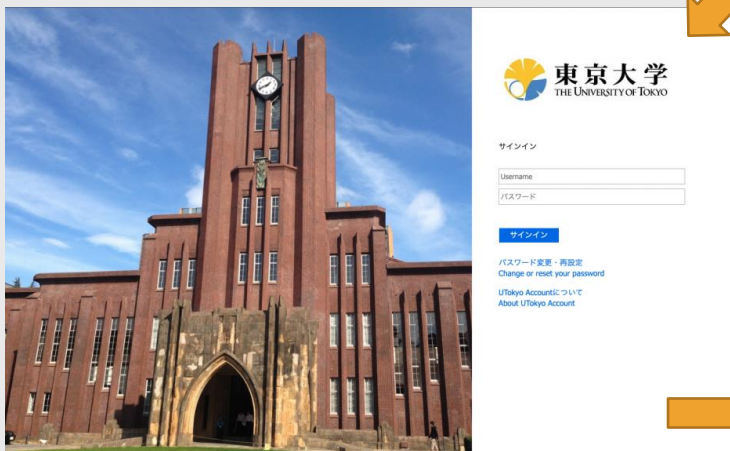 東京大学
THE UNIVERSITY OF TOKYO
サインイン
Username
パスワード
サインイン
パスワード変更・再設定
Change or reset your password
UTokyo Accountについて
About UTokyo Account